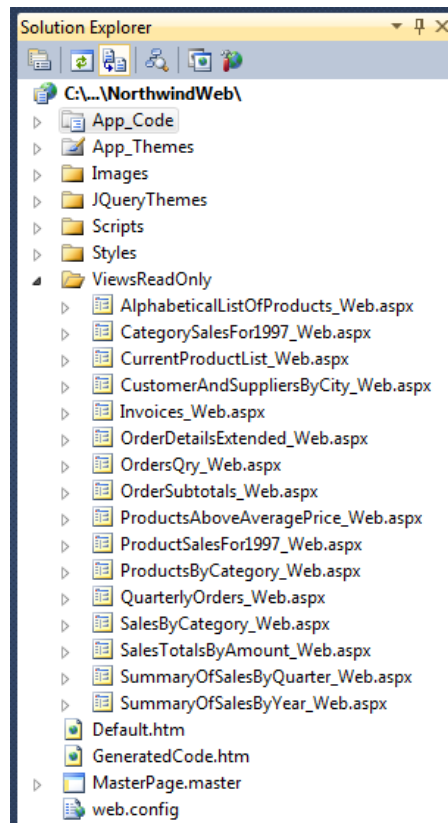 Solution Explorer
C:\...\NorthwindWeb\
App_Code
App_Themes
Images
JQueryThemes
Scripts
Styles
ViewsReadOnly
AlphabeticalListOfProducts_Web.aspx
CategorySalesFor1997_Web.aspx
CurrentProductList_Web.aspx
CustomerAndSuppliersByCity_Web.aspx
Invoices_Web.aspx
OrderDetailsExtended_Web.aspx
OrdersQry_Web.aspx
OrderSubtotals_Web.aspx
ProductsAboveAveragePrice_Web.aspx
ProductSalesFor1997_Web.aspx
ProductsByCategory_Web.aspx
QuarterlyOrders_Web.aspx
SalesByCategory_Web.aspx
SalesTotalsByAmount_Web.aspx
SummaryOfSalesByQuarter_Web.aspx
SummaryOfSalesByYear_Web.aspx
Default.htm
GeneratedCode.htm
MasterPage.master
web.config